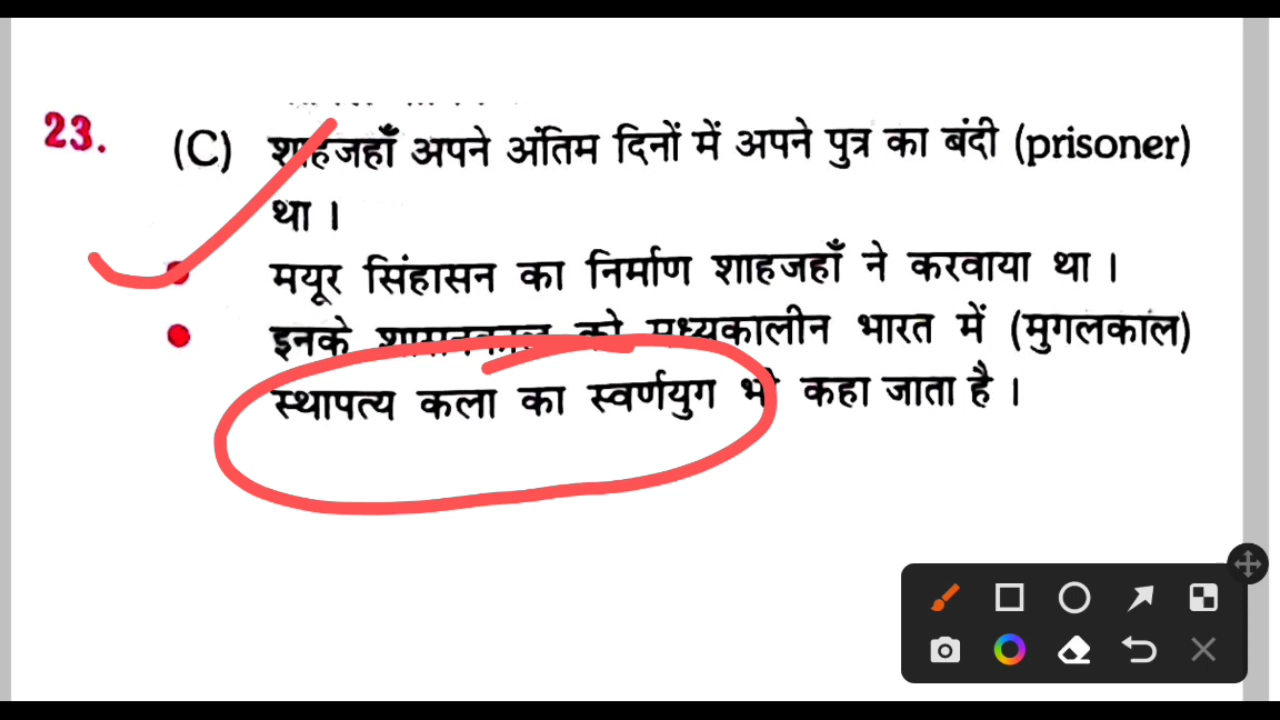 23. (C) शाहजहाँ अपने अंतिम दिनों में अपने पुत्र का बंदी (prisoner)
था ।
मयूर सिंहासन का निर्माण शाहजहाँ ने करवाया था ।
इनके शासनकाल को मध्यकालीन भारत में (मुगलकाल)
स्थापत्य कला का स्वर्णयुग भी कहा जाता है ।